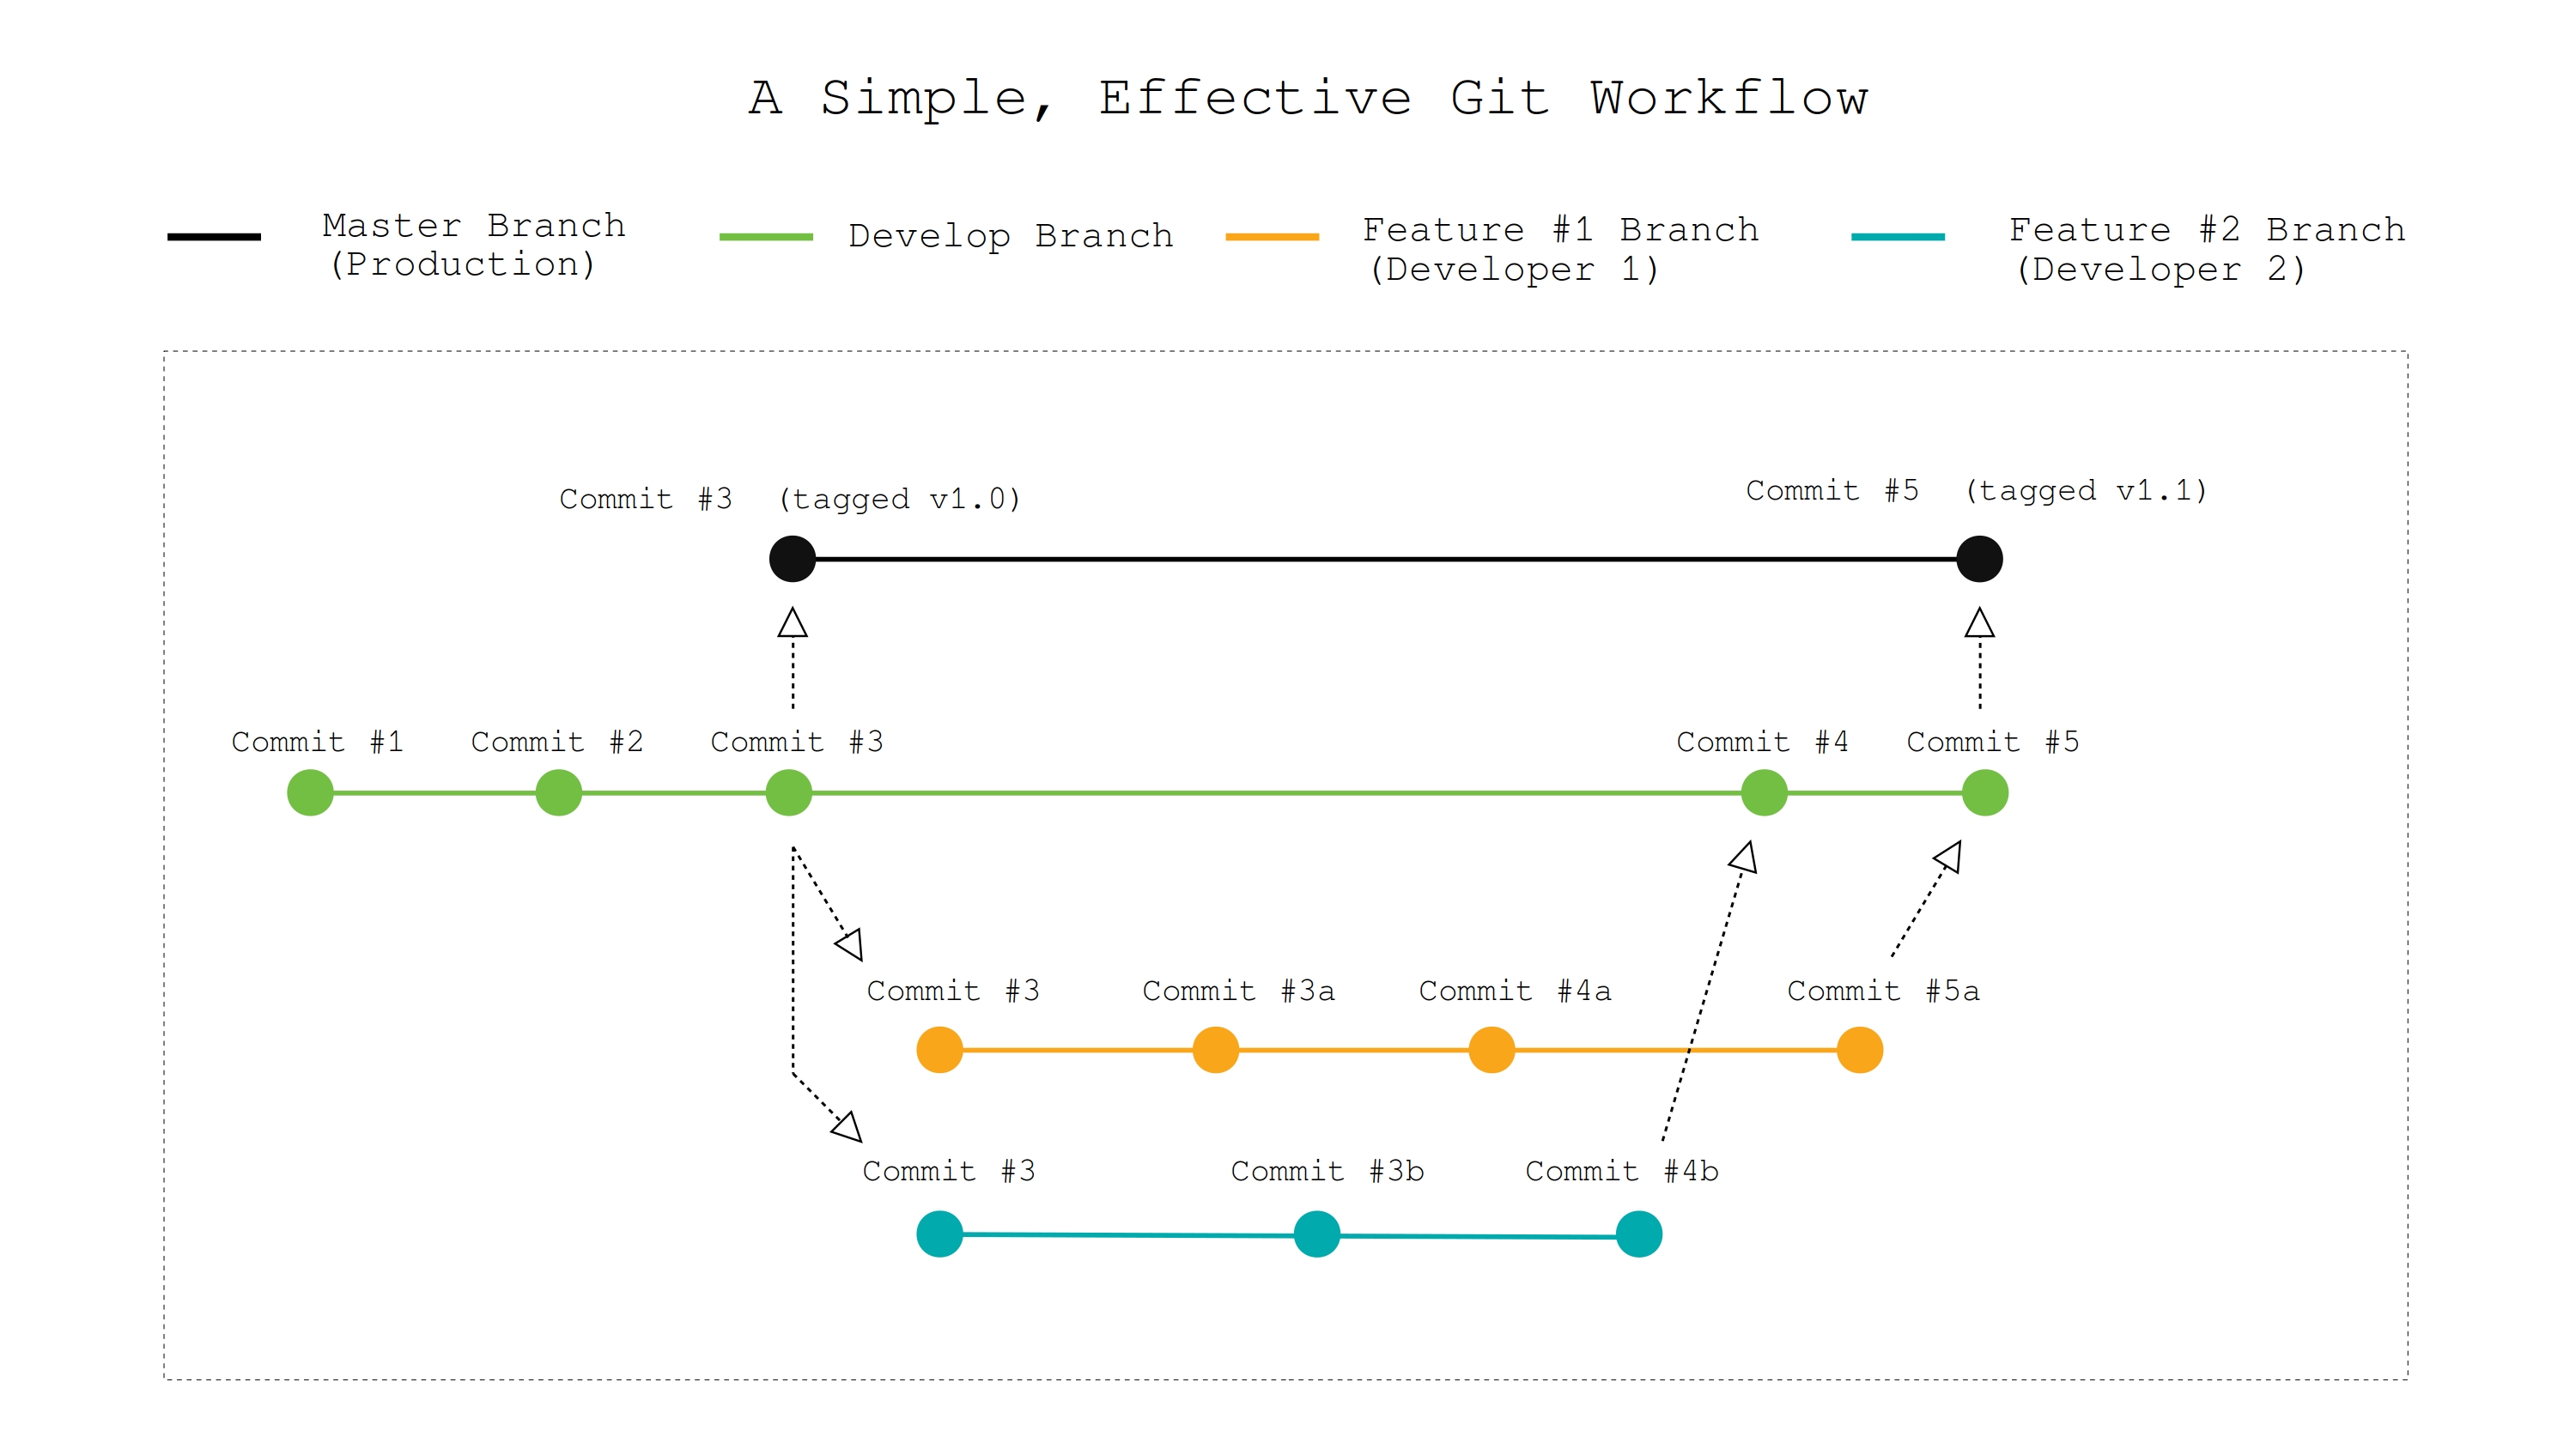 A Simple, Effective Git Workflow
Master Branch
(Production)
Develop Branch
Feature #1 Branch
(Developer 1)
Feature #2 Branch
(Developer 2)
Commit #3 (tagged v1.0)
Commit #5 (tagged v1.1)
Commit #1
Commit #2
Commit #3
Commit #4
Commit #5
Commit #3
Commit #3a
Commit #4a
Commit #5a
Commit #3
Commit #3b
Commit #4b